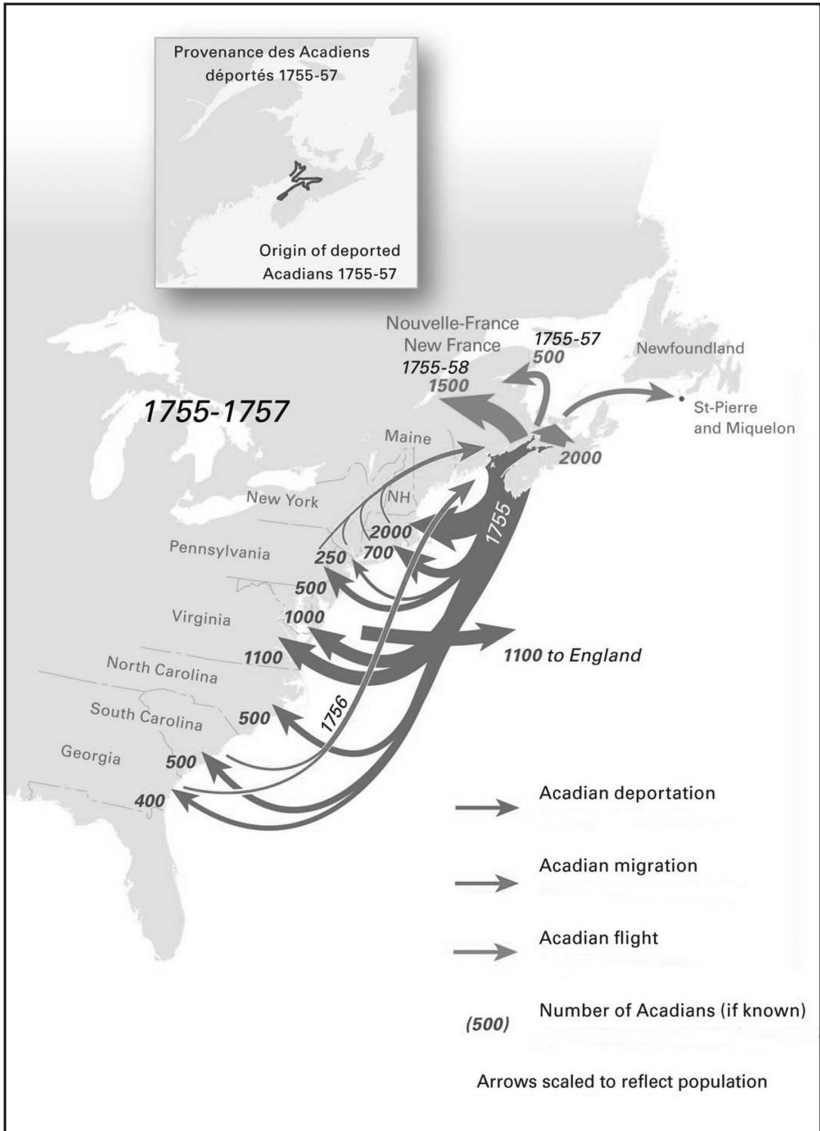 Provenance des Acadiens
déportés 1755-57
Origin of deported
Acadians 1755-57
Nouvelle-France
New France
1755-58
1500
1755-57
500
Newfoundland
St-Pierre
and Miquelon
2000
1755-1757
Maine
New York
NH
2000
1755
Pennsylvania
250
700
500
Virginia
1000
1100
1100 to England
North Carolina
1756
South Carolina
500
Georgia
500
400
Acadian deportation
Acadian migration
Acadian flight
(500)
Number of Acadians (if known)
Arrows scaled to reflect population